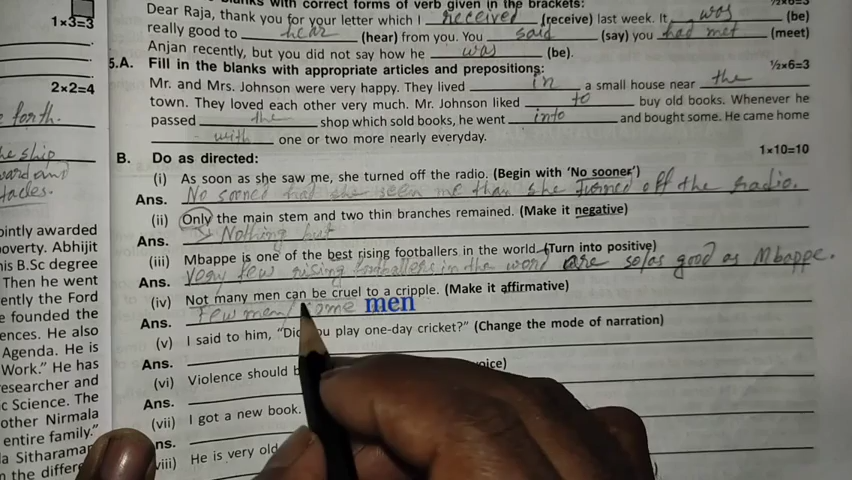 with correct forms of verb given in the brackets:
1×3=3
Dear Raja, thank you for your letter which I received (receive) last week. It was (be)
really good to hear (hear) from you. You said (say) you had met (meet)
Anjan recently, but you did not say how he was (be).
5.A. Fill in the blanks with appropriate articles and prepositions: ½×6=3
2×2=4
Mr. and Mrs. Johnson were very happy. They lived in a small house near the
town. They loved each other very much. Mr. Johnson liked to buy old books. Whenever he
forth.
passed the shop which sold books, he went into and bought some. He came home
with one or two more nearly everyday.
he ship
ward and
tacles.
B. Do as directed: 1×10=10
(i) As soon as she saw me, she turned off the radio. (Begin with 'No sooner')
Ans. No sooner had she seen me than she turned off the radio.
(ii) Only the main stem and two thin branches remained. (Make it negative)
Ans. Nothing but
(iii) Mbappe is one of the best rising footballers in the world. (Turn into positive)
Ans. Very few rising footballers in the word are so/as good as Mbappe.
(iv) Not many men can be cruel to a cripple. (Make it affirmative)
Ans. Few men/ some men
(v) I said to him, "Did you play one-day cricket?" (Change the mode of narration)
Ans.
(vi) Violence should b voice)
Ans.
(vii) I got a new book.
ns.
viii) He is very old
ointly awarded
overty. Abhijit
his B.Sc degree
Then he went
ently the Ford
e founded the
ences. He also
Agenda. He is
Work." He has
esearcher and
c Science. The
other Nirmala
entire family."
la Sitharaman
n the differe